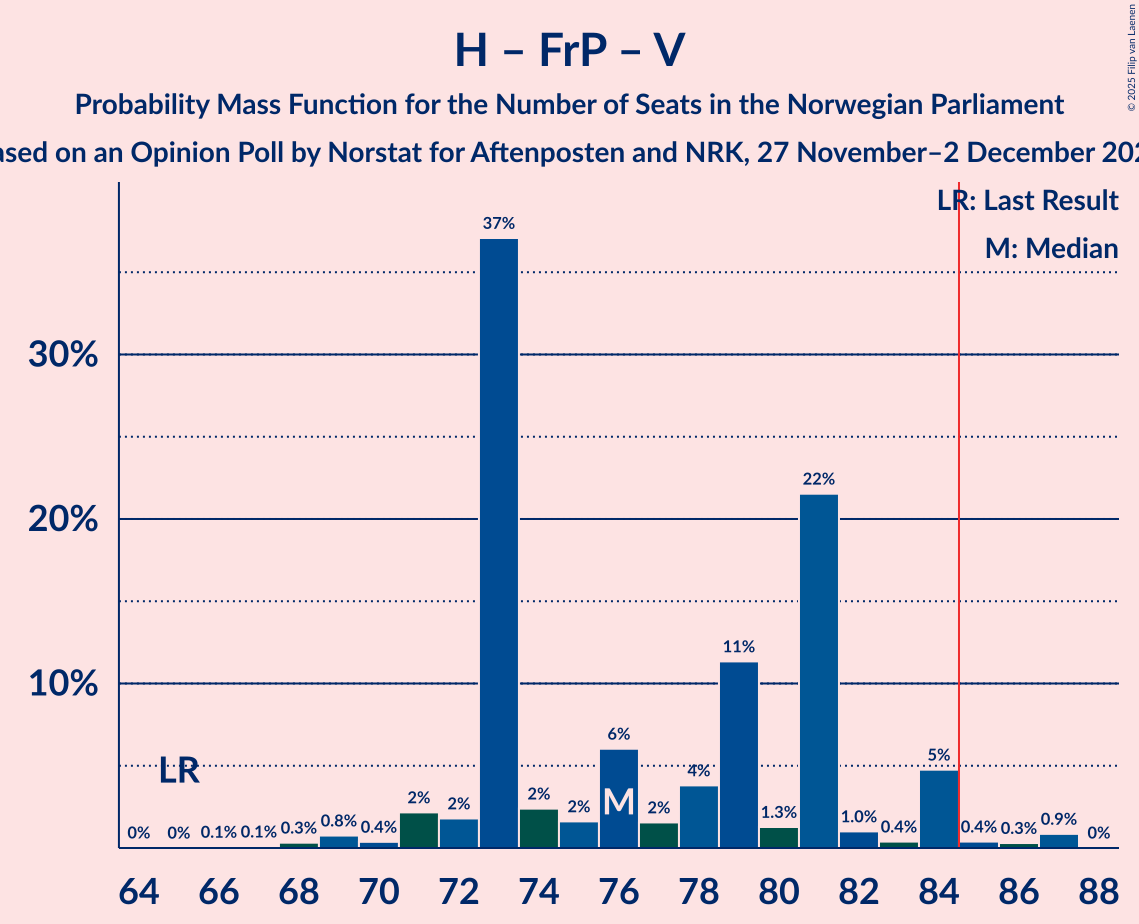 H – FrP – V
Probability Mass Function for the Number of Seats in the Norwegian Parliament
ased on an Opinion Poll by Norstat for Aftenposten and NRK, 27 November–2 December 202
© 2025 Filip van Laenen
LR: Last Result
M: Median
30%
20%
10%
37%
22%
11%
6%
5%
4%
LR
M
0% 0% 0.1% 0.1% 0.3% 0.8% 0.4% 2% 2% 2% 2% 2% 1.3% 1.0% 0.4% 0.4% 0.3% 0.9% 0%
64 66 68 70 72 74 76 78 80 82 84 86 88